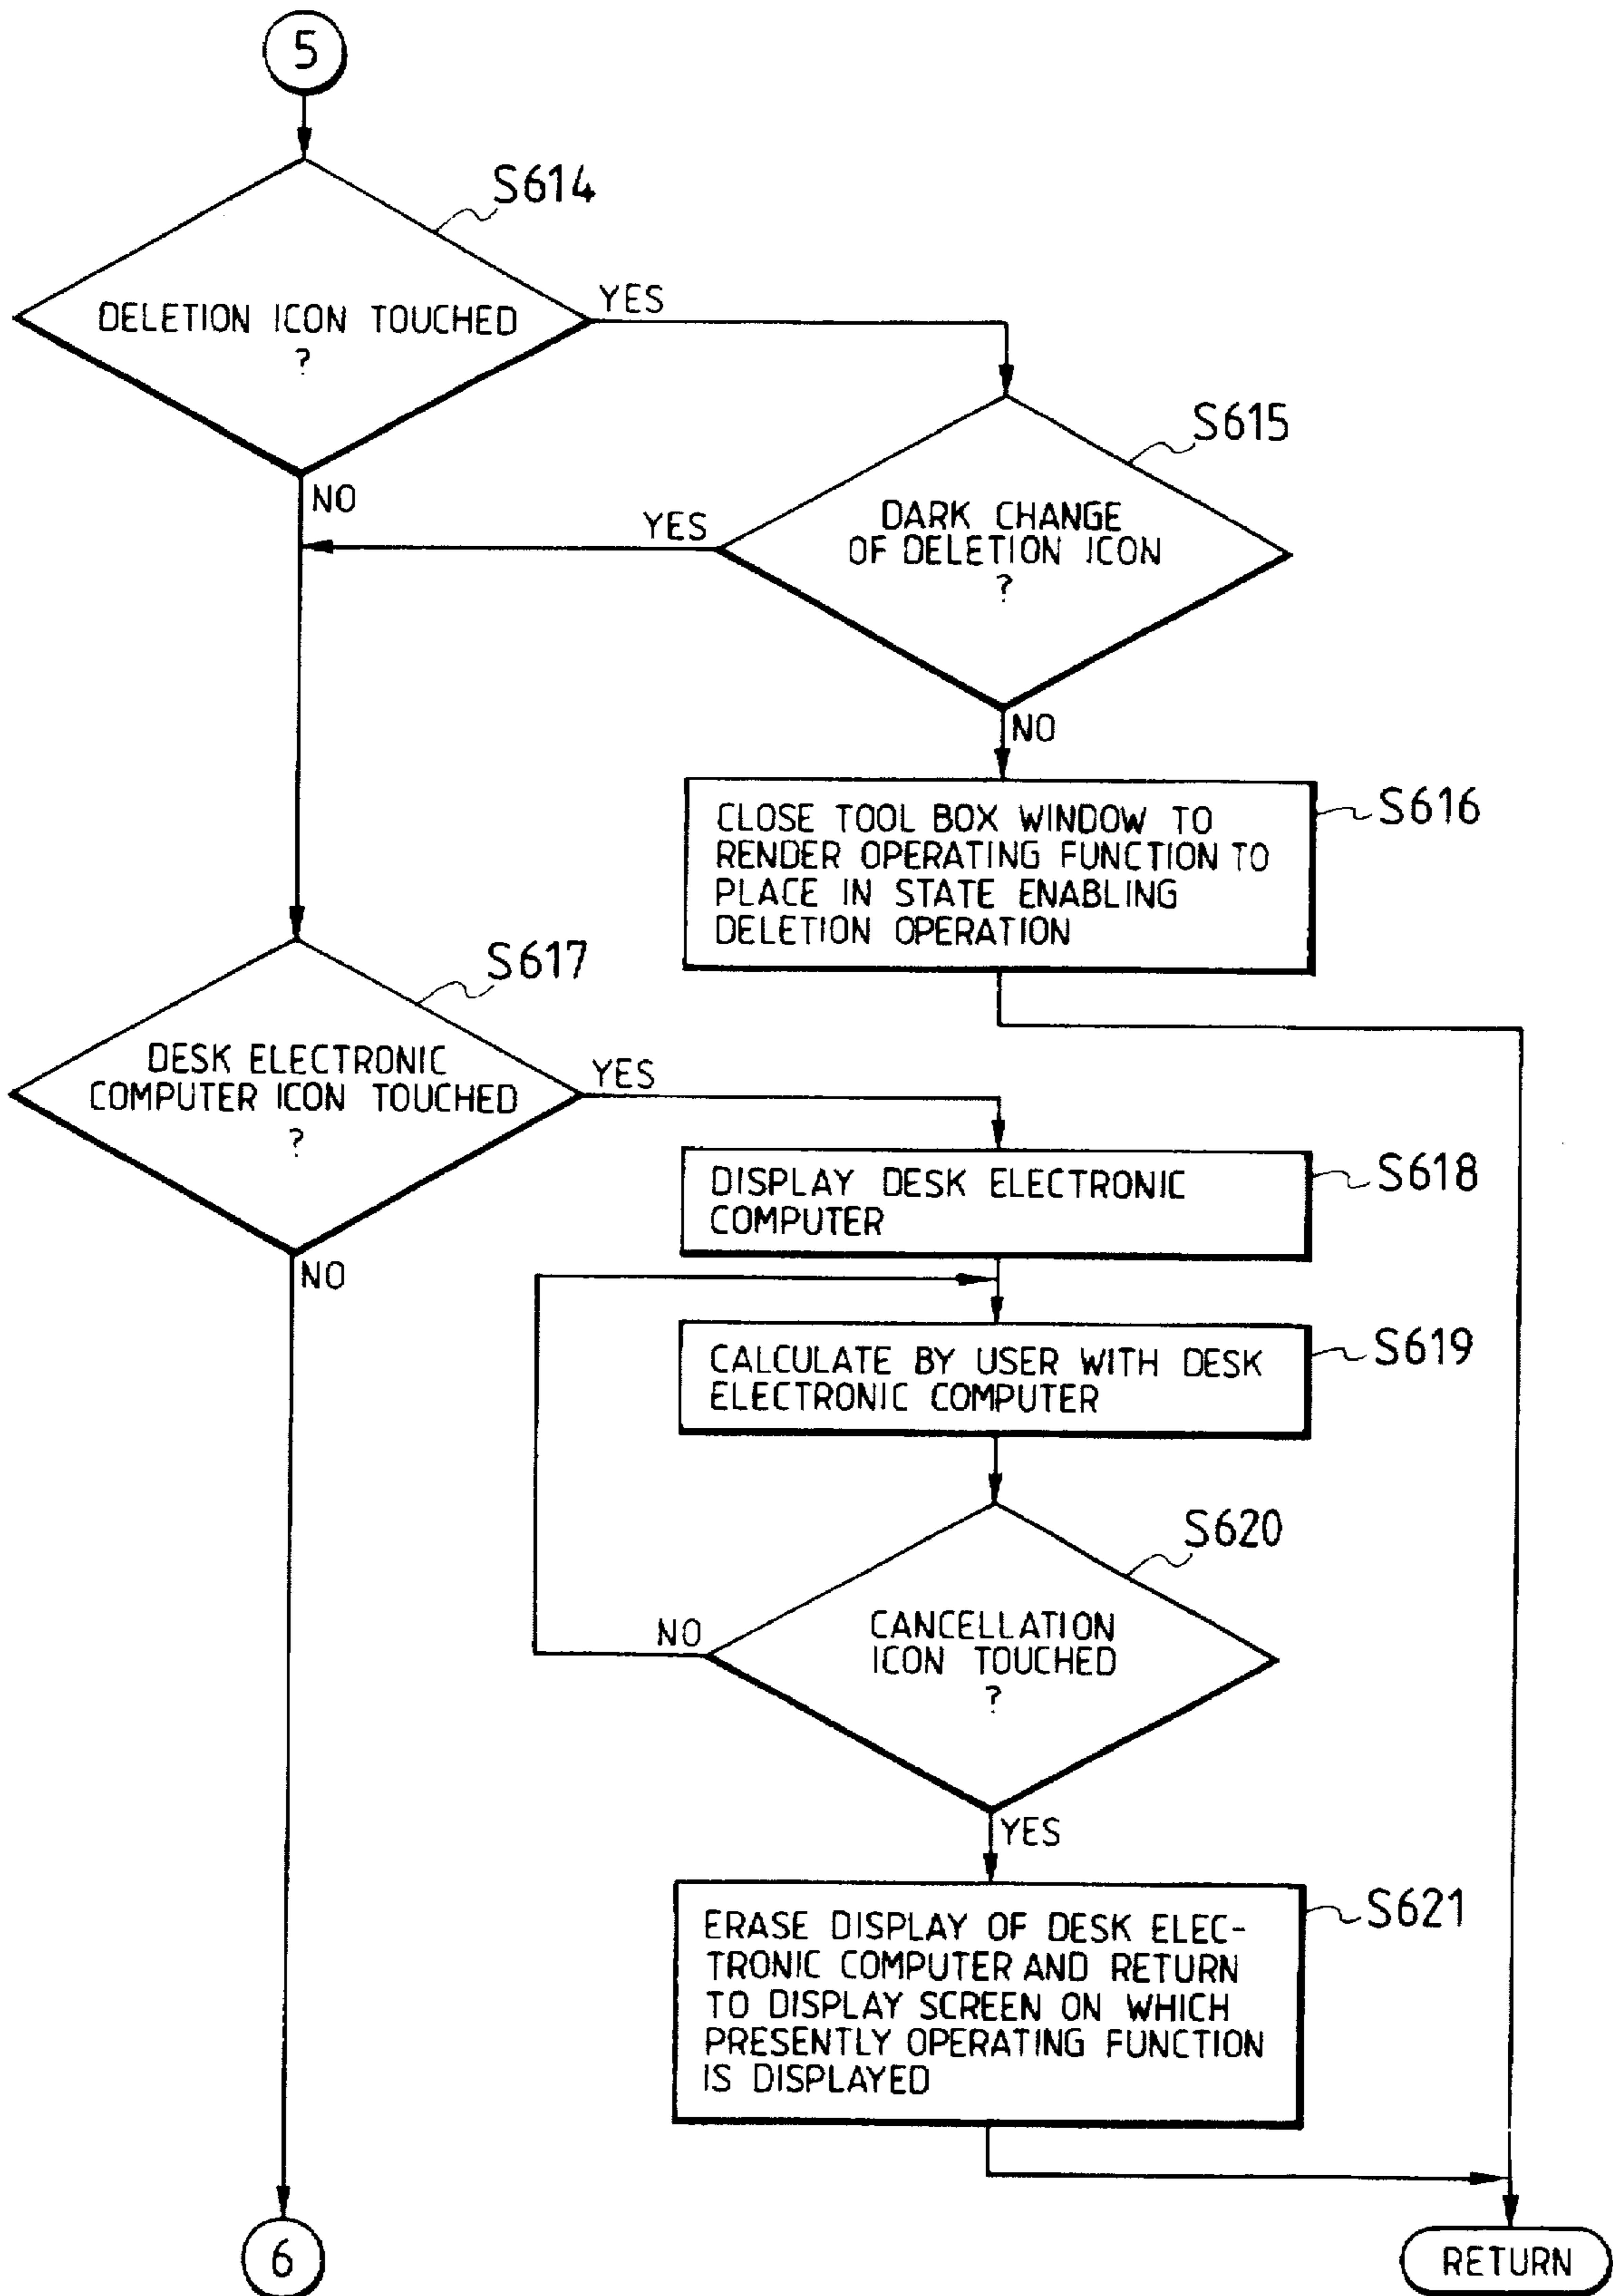 5
S614
DELETION ICON TOUCHED
?
YES
NO
S615
DARK CHANGE
OF DELETION ICON
?
YES
NO
CLOSE TOOL BOX WINDOW TO
RENDER OPERATING FUNCTION TO
PLACE IN STATE ENABLING
DELETION OPERATION
S616
S617
DESK ELECTRONIC
COMPUTER ICON TOUCHED
?
YES
NO
DISPLAY DESK ELECTRONIC
COMPUTER
S618
CALCULATE BY USER WITH DESK
ELECTRONIC COMPUTER
S619
S620
CANCELLATION
ICON TOUCHED
?
NO
YES
ERASE DISPLAY OF DESK ELEC-
TRONIC COMPUTER AND RETURN
TO DISPLAY SCREEN ON WHICH
PRESENTLY OPERATING FUNCTION
IS DISPLAYED
S621
6
RETURN